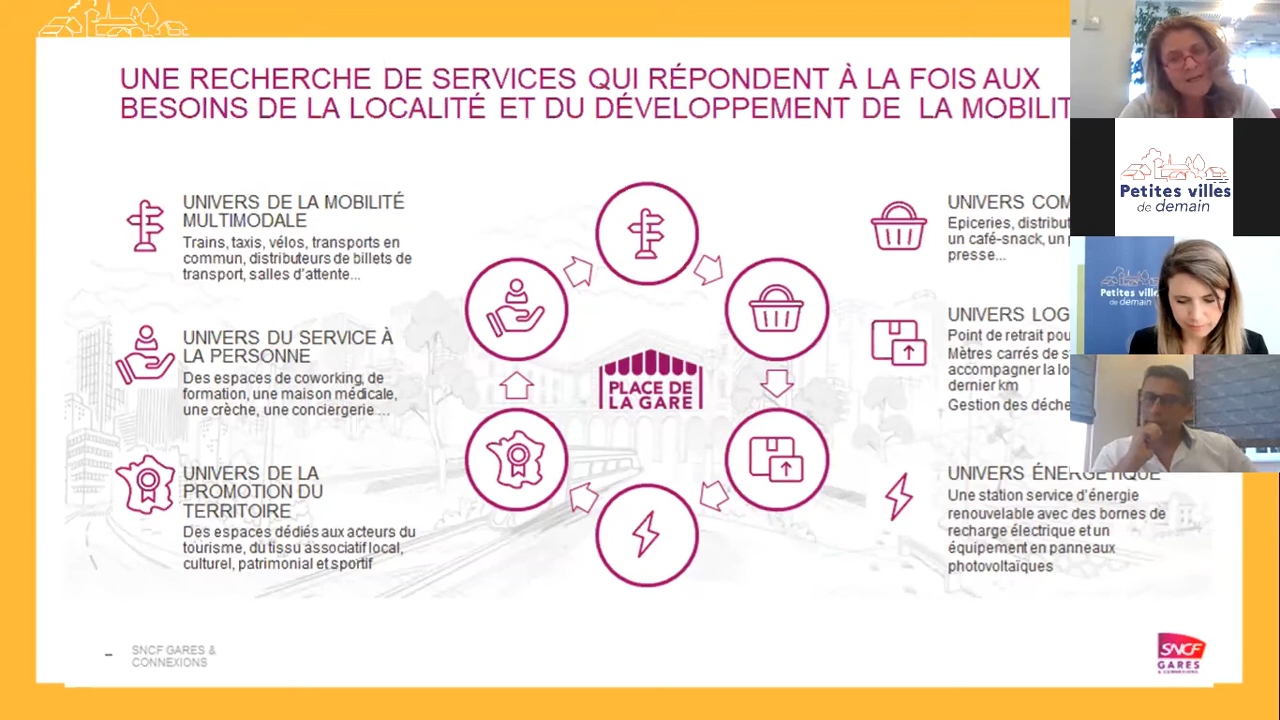 UNE RECHERCHE DE SERVICES QUI RÉPONDENT À LA FOIS AUX
BESOINS DE LA LOCALITÉ ET DU DÉVELOPPEMENT DE LA MOBILIT
UNIVERS DE LA MOBILITÉ
MULTIMODALE
Trains, taxis, vélos, transports en
commun, distributeurs de billets de
transport, salles d'attente...
UNIVERS DU SERVICE À
LA PERSONNE
Des espaces de coworking, de
formation, une maison médicale,
une crèche, une conciergerie....
UNIVERS DE LA
PROMOTION DU
TERRITOIRE
Des espaces dédiés aux acteurs du
tourisme, du tissu associatif local,
culturel, patrimonial et sportif
PLACE DE
LA GARE
UNIVERS COM
Epiceries, distribut
un café-snack, un
presse...
UNIVERS LOG
Point de retrait pou
Mètres carrés de s
accompagner la lo
dernier km
Gestion des déche
UNIVERS ÉNERGÉTIQUE
Une station service d'énergie
renouvelable avec des bornes de
recharge électrique et un
équipement en panneaux
photovoltaïques
SNCF GARES &
CONNEXIONS
SNCF
GARES
& CONNEXIONS
Petites villes
de demain
Petites ville
de demain